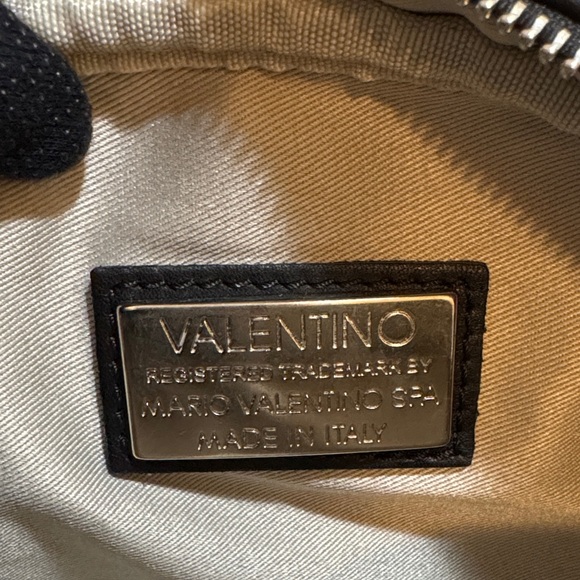 VALENTINO
REGISTERED TRADEMARK BY
MARIO VALENTINO SPA
MADE IN ITALY